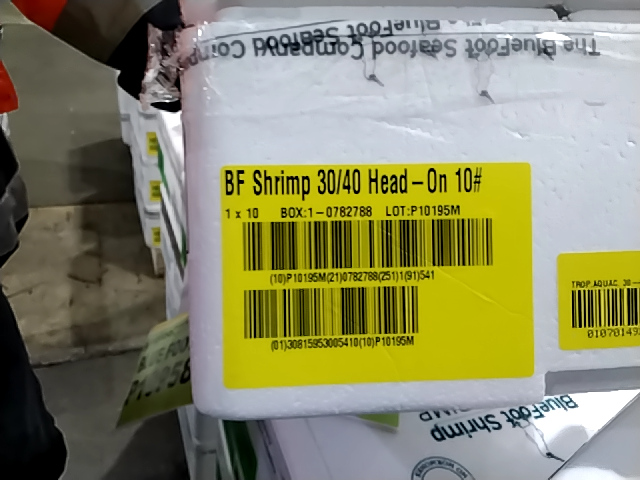 The BlueFoot Seafood Company
BF Shrimp 30/40 Head-On 10#
1 x 10 BOX:1-0782788 LOT:P10195M
(10)P10195M(21)0782788(251)1(91)541
(01)30815953005410(10)P10195M
TROP.AQUAC. 30-
01070149
BlueFoot Shrimp